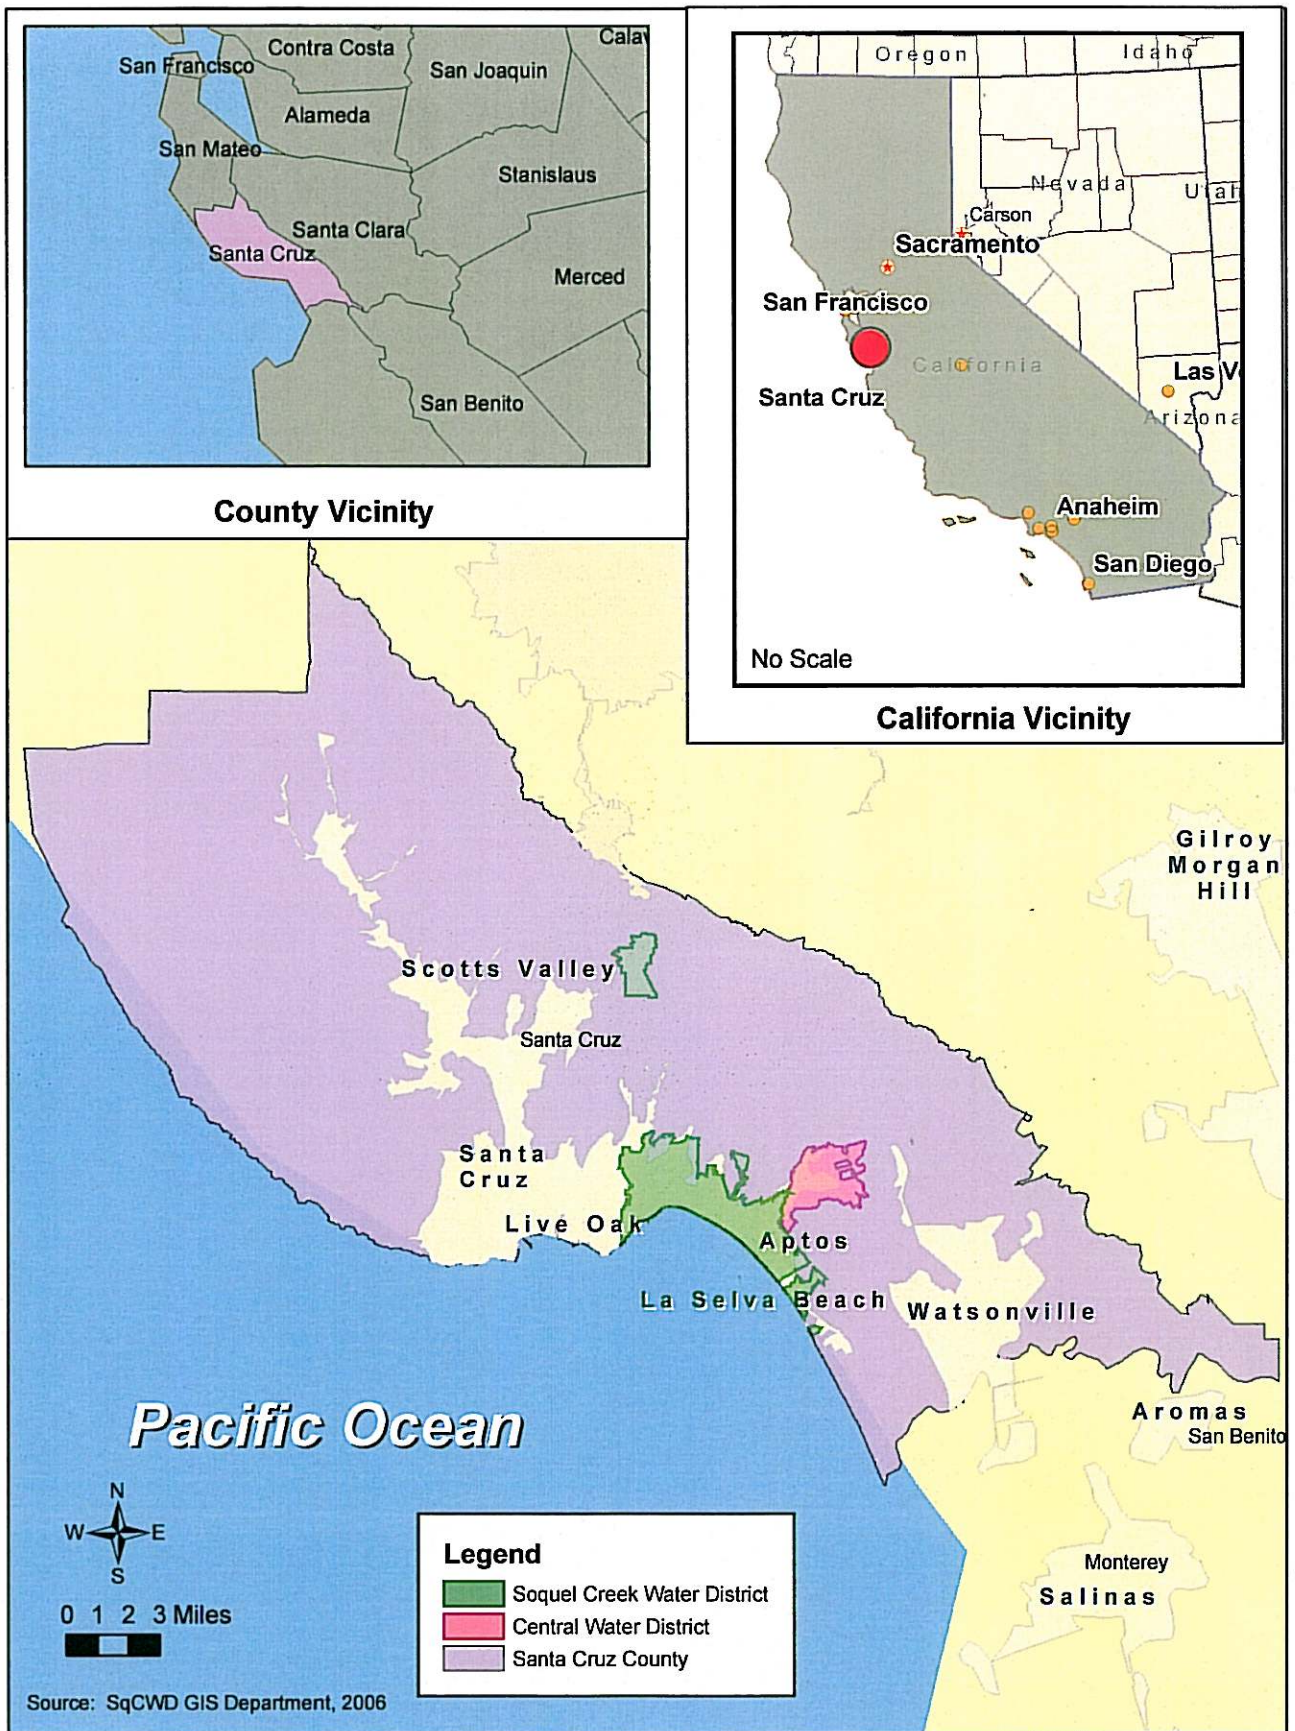 Contra Costa
Calav
San Francisco
San Joaquin
Alameda
San Mateo
Stanislaus
Santa Clara
Santa Cruz
Merced
San Benito
County Vicinity
Oregon
Idaho
Nevada
Utah
Carson
Sacramento
San Francisco
California
Las V
Santa Cruz
Arizona
Anaheim
San Diego
No Scale
California Vicinity
Gilroy
Morgan
Hill
Scotts Valley
Santa Cruz
Santa
Cruz
Live Oak
Aptos
La Selva Beach
Watsonville
Pacific Ocean
Aromas
San Benito
N
W
E
S
Monterey
Salinas
0 1 2 3 Miles
Legend
Soquel Creek Water District
Central Water District
Santa Cruz County
Source: SqCWD GIS Department, 2006